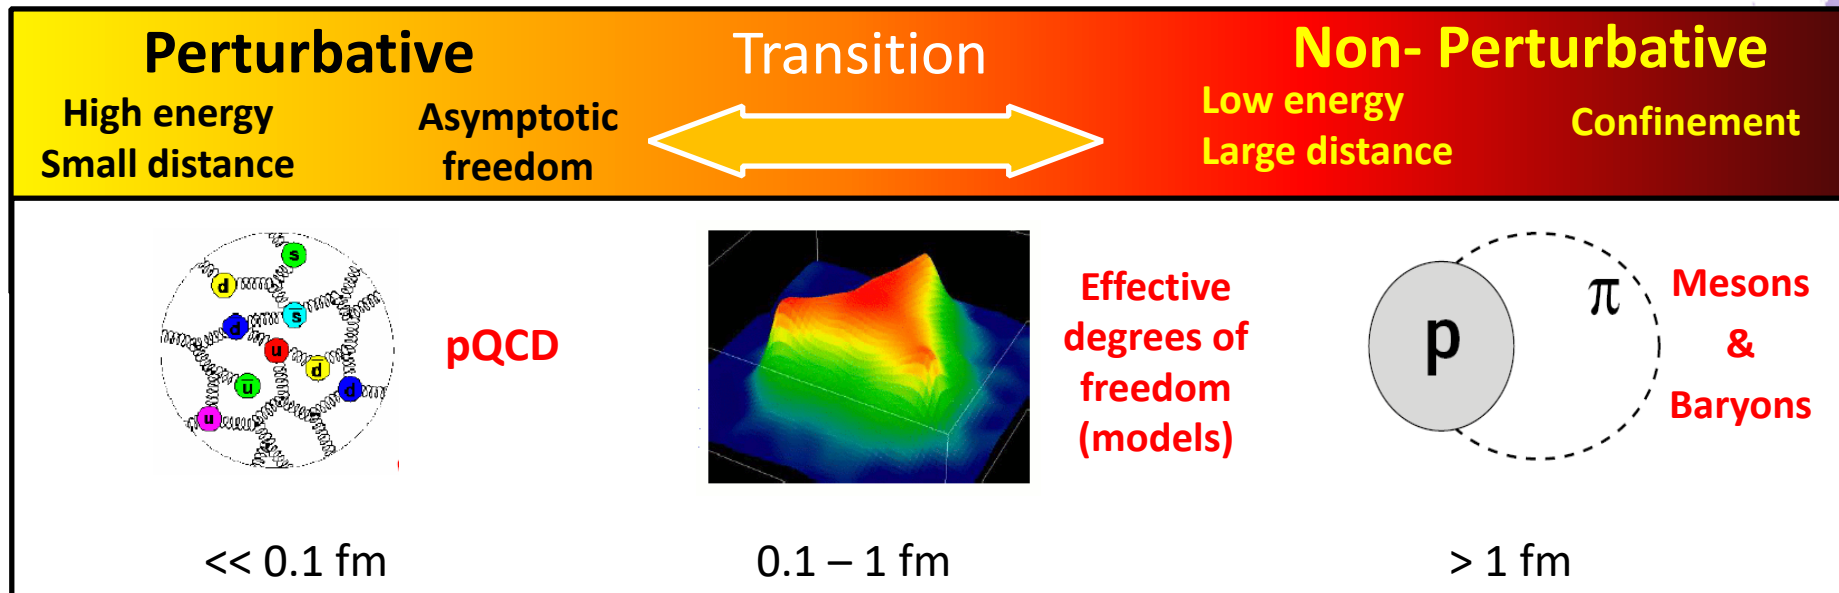 Perturbative
Transition
Non- Perturbative
High energy
Small distance
Asymptotic
freedom
Low energy
Large distance
Confinement
s
d
s̅
d
u
d̅
u̅
d
u
pQCD
Effective
degrees of
freedom
(models)
p
π
Mesons
&
Baryons
<< 0.1 fm
0.1 – 1 fm
> 1 fm